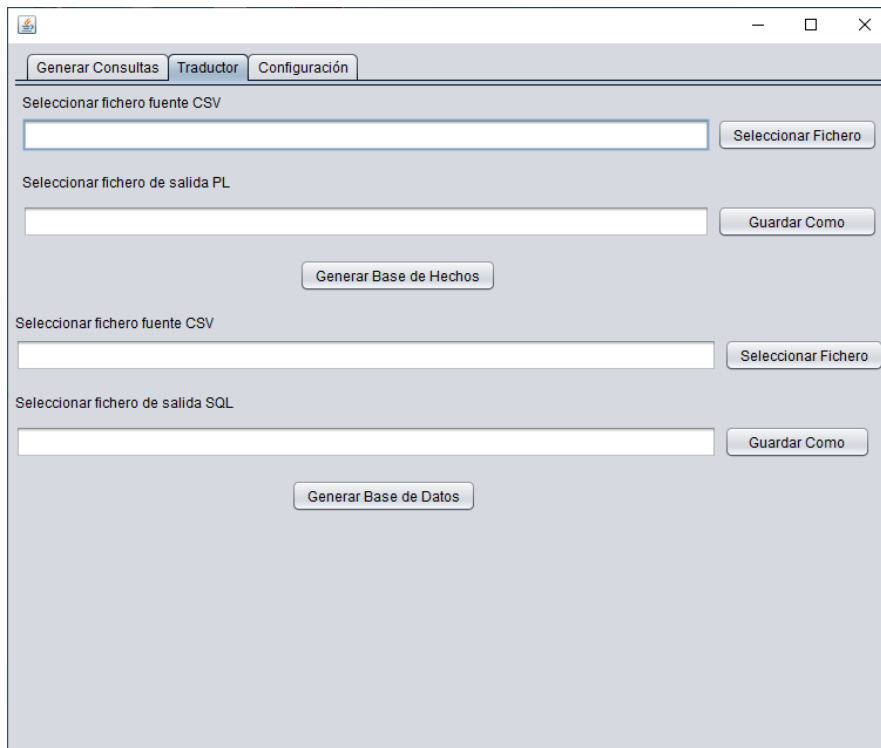 Generar Consultas Traductor Configuración
Seleccionar fichero fuente CSV
Seleccionar Fichero
Seleccionar fichero de salida PL
Guardar Como
Generar Base de Hechos
Seleccionar fichero fuente CSV
Seleccionar Fichero
Seleccionar fichero de salida SQL
Guardar Como
Generar Base de Datos